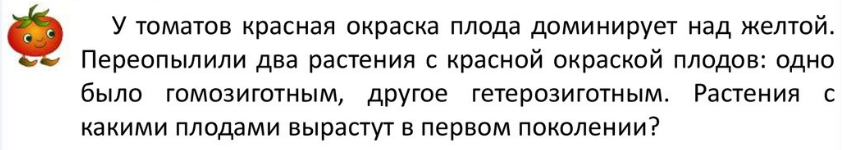 У томатов красная окраска плода доминирует над желтой.
Переопылили два растения с красной окраской плодов: одно
было гомозиготным, другое гетерозиготным. Растения с
какими плодами вырастут в первом поколении?